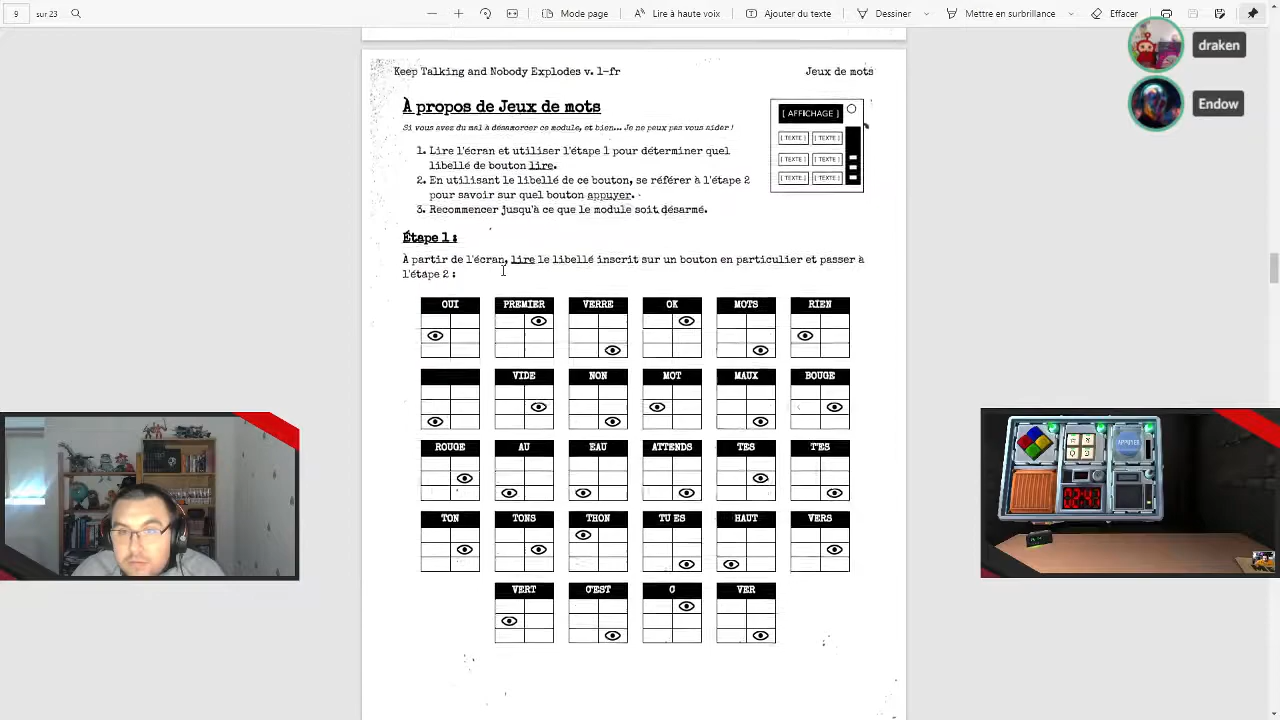 9 sur 23
Mode page
Lire à haute voix
Ajouter du texte
Dessiner
Mettre en surbrillance
Effacer
draken
Endow
Keep Talking and Nobody Explodes v. 1-fr
Jeux de mots
À propos de Jeux de mots
Si vous avez du mal à désamorcer ce module, et bien... Je ne peux pas vous aider !
1. Lire l'écran et utiliser l'étape 1 pour déterminer quel
libellé de bouton lire.
2. En utilisant le libellé de ce bouton, se référer à l'étape 2
pour savoir sur quel bouton appuyer.
3. Recommencer jusqu'à ce que le module soit désarmé.
[ AFFICHAGE ]
[ TEXTE ] [ TEXTE ]
[ TEXTE ] [ TEXTE ]
[ TEXTE ] [ TEXTE ]
Étape 1 :
À partir de l'écran, lire le libellé inscrit sur un bouton en particulier et passer à
l'étape 2 :
OUI PREMIER VERRE OK MOTS RIEN
VIDE NON MOT MAUX BOUGE
ROUGE AU EAU ATTENDS TES T'ES
TON TONS THON TU ES HAUT VERS
VERT C'EST C VER
APPUYER